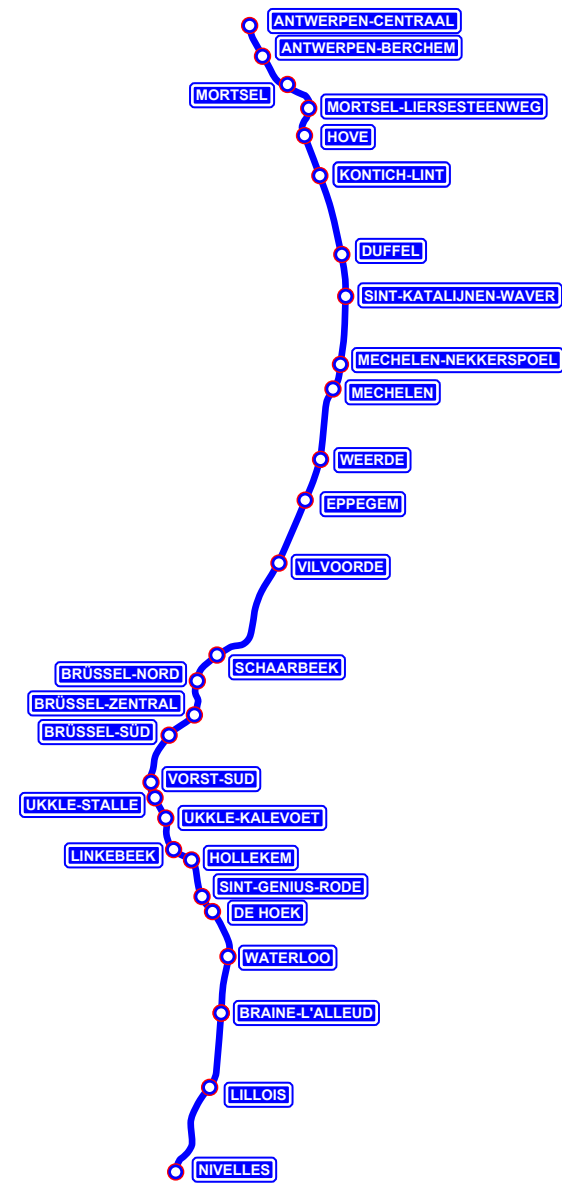 ANTWERPEN-CENTRAAL
ANTWERPEN-BERCHEM
MORTSEL
MORTSEL-LIERSESTEENWEG
HOVE
KONTICH-LINT
DUFFEL
SINT-KATALIJNEN-WAVER
MECHELEN-NEKKERSPOEL
MECHELEN
WEERDE
EPPEGEM
VILVOORDE
SCHAARBEEK
BRÜSSEL-NORD
BRÜSSEL-ZENTRAL
BRÜSSEL-SÜD
VORST-SUD
UKKLE-STALLE
UKKLE-KALEVOET
LINKEBEEK
HOLLEKEM
SINT-GENIUS-RODE
DE HOEK
WATERLOO
BRAINE-L'ALLEUD
LILLOIS
NIVELLES